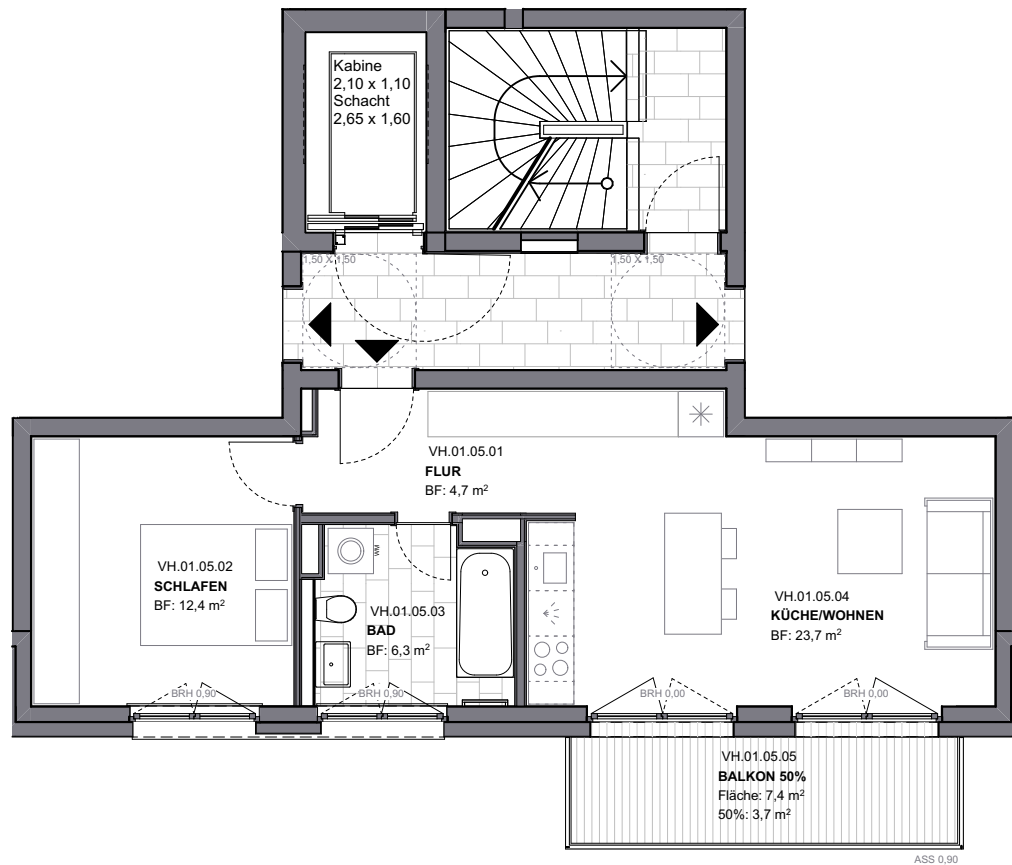 Kabine
2,10 x 1,10
Schacht
2,65 x 1,60
1,50 X 1,50
1,50 X 1,50
VH.01.05.01
FLUR
BF: 4,7 m²
WM
VH.01.05.02
SCHLAFEN
BF: 12,4 m²
VH.01.05.03
BAD
BF: 6,3 m²
VH.01.05.04
KÜCHE/WOHNEN
BF: 23,7 m²
BRH 0,90
BRH 0,90
BRH 0,00
BRH 0,00
VH.01.05.05
BALKON 50%
Fläche: 7,4 m²
50%: 3,7 m²
ASS 0,90